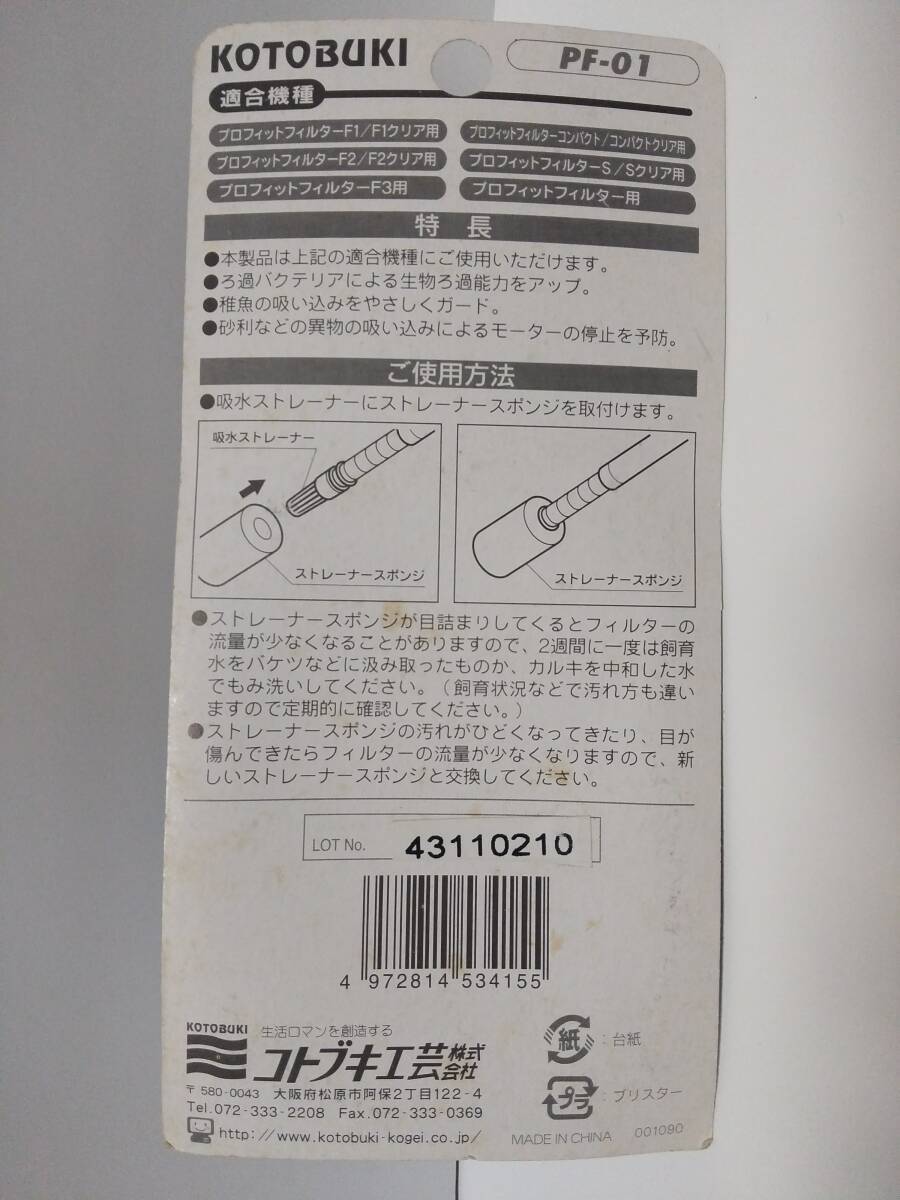 KOTOBUKI
PF-01
適合機種
プロフィットフィルターF1/F1クリア用
プロフィットフィルターコンパクト/コンパクトクリア用
プロフィットフィルターF2/F2クリア用
プロフィットフィルターS/Sクリア用
プロフィットフィルターF3用
プロフィットフィルター用
特長
●本製品は上記の適合機種にご使用いただけます。
●ろ過バクテリアによる生物ろ過能力をアップ。
●稚魚の吸い込みをやさしくガード。
●砂利などの異物の吸い込みによるモーターの停止を予防。
ご使用方法
●吸水ストレーナーにストレーナースポンジを取付けます。
吸水ストレーナー
ストレーナースポンジ
ストレーナースポンジ
●ストレーナースポンジが目詰まりしてくるとフィルターの
流量が少なくなることがありますので、2週間に一度は飼育
水をバケツなどに汲み取ったものか、カルキを中和した水
でもみ洗いしてください。(飼育状況などで汚れ方も違い
ますので定期的に確認してください。)
●ストレーナースポンジの汚れがひどくなってきたり、目が
傷んできたらフィルターの流量が少なくなりますので、新
しいストレーナースポンジと交換してください。
LOT No. 43110210
4 972814 534155
KOTOBUKI
生活ロマンを創造する
コトブキ工芸株式会社
〒580-0043 大阪府松原市阿保2丁目122-4
Tel.072-333-2208 Fax.072-333-0369
http://www.kotobuki-kogei.co.jp/
紙:台紙
プラ:ブリスター
MADE IN CHINA 001090